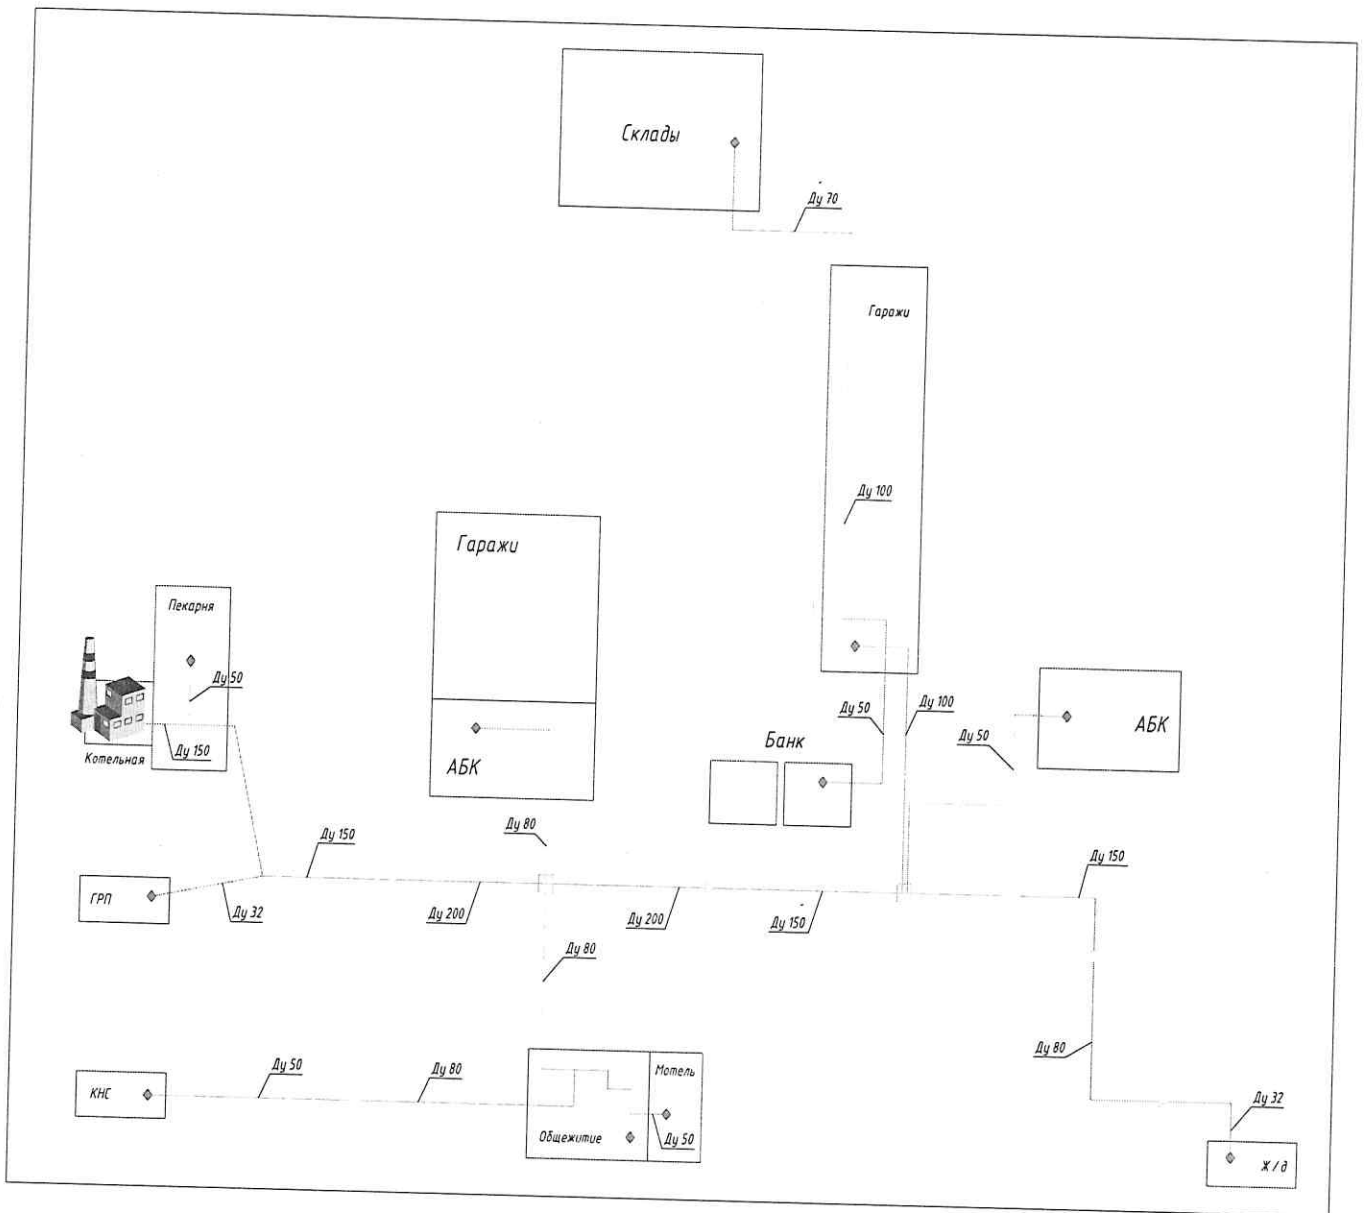 Склады
Ду 70
Гаражи
Ду 100
Гаражи
Пекарня
Ду 50
Ду 150
Котельная
АБК
Банк
Ду 50
Ду 100
Ду 50
АБК
Ду 80
Ду 150
Ду 150
ГРП
Ду 32
Ду 200
Ду 200
Ду 150
Ду 80
Ду 80
КНС
Ду 50
Ду 80
Мотель
Общежитие
Ду 50
Ду 32
Ж/д